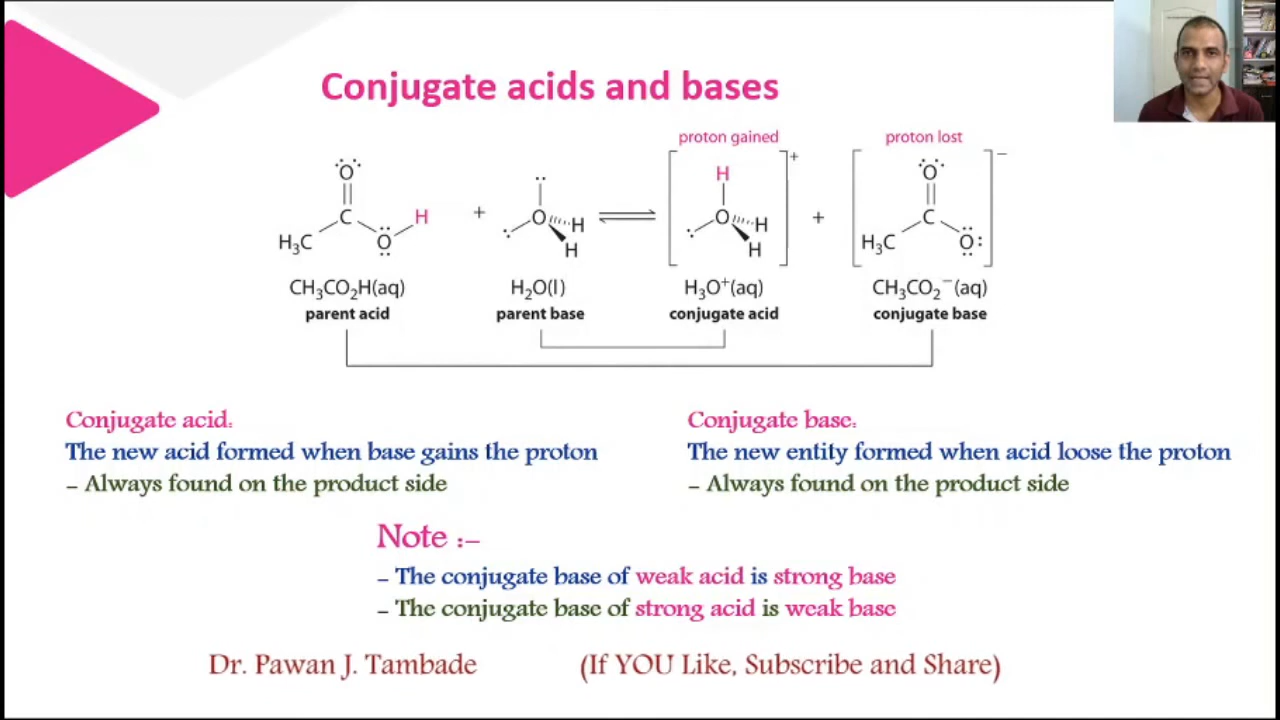 Conjugate acids and bases
proton gained
proton lost
O
O
C
H
+
O
H
H
H
O
H
H
+
+
C
−
H₃C
O
H₃C
O
CH₃CO₂H(aq)
H₂O(l)
H₃O⁺(aq)
CH₃CO₂⁻(aq)
parent acid
parent base
conjugate acid
conjugate base
Conjugate acid:
The new acid formed when base gains the proton
– Always found on the product side
Conjugate base:
The new entity formed when acid loose the proton
– Always found on the product side
Note :-
– The conjugate base of weak acid is strong base
– The conjugate base of strong acid is weak base
Dr. Pawan J. Tambade
(If YOU Like, Subscribe and Share)